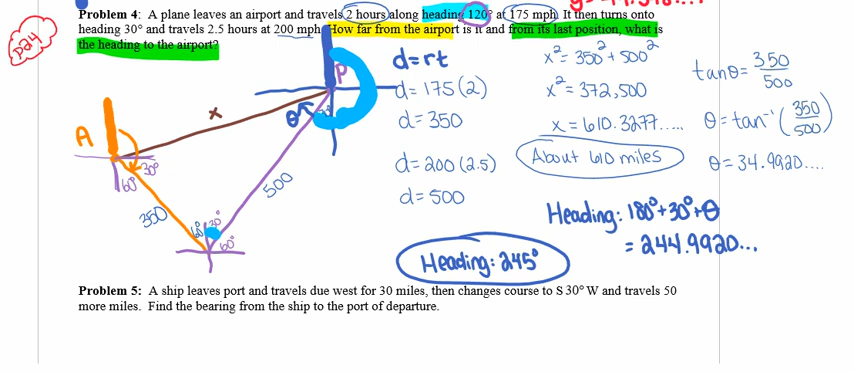 Problem 4: A plane leaves an airport and travels 2 hours along heading 120° at 175 mph. It then turns onto
heading 30° and travels 2.5 hours at 200 mph. How far from the airport is it and from its last position, what is
the heading to the airport?
D24
A
P
x
θ
30°
60°
350
60°
30°
60°
500
d=rt
d=175(2)
d=350
d=200(2.5)
d=500
x²=350²+500²
x²=372,500
x=610.3277.....
About 610 miles
tanθ=350/500
θ=tan⁻¹(350/500)
θ=34.9920....
Heading: 180°+30°+θ
= 244.9920...
Heading: 245°
Problem 5: A ship leaves port and travels due west for 30 miles, then changes course to S 30° W and travels 50
more miles. Find the bearing from the ship to the port of departure.